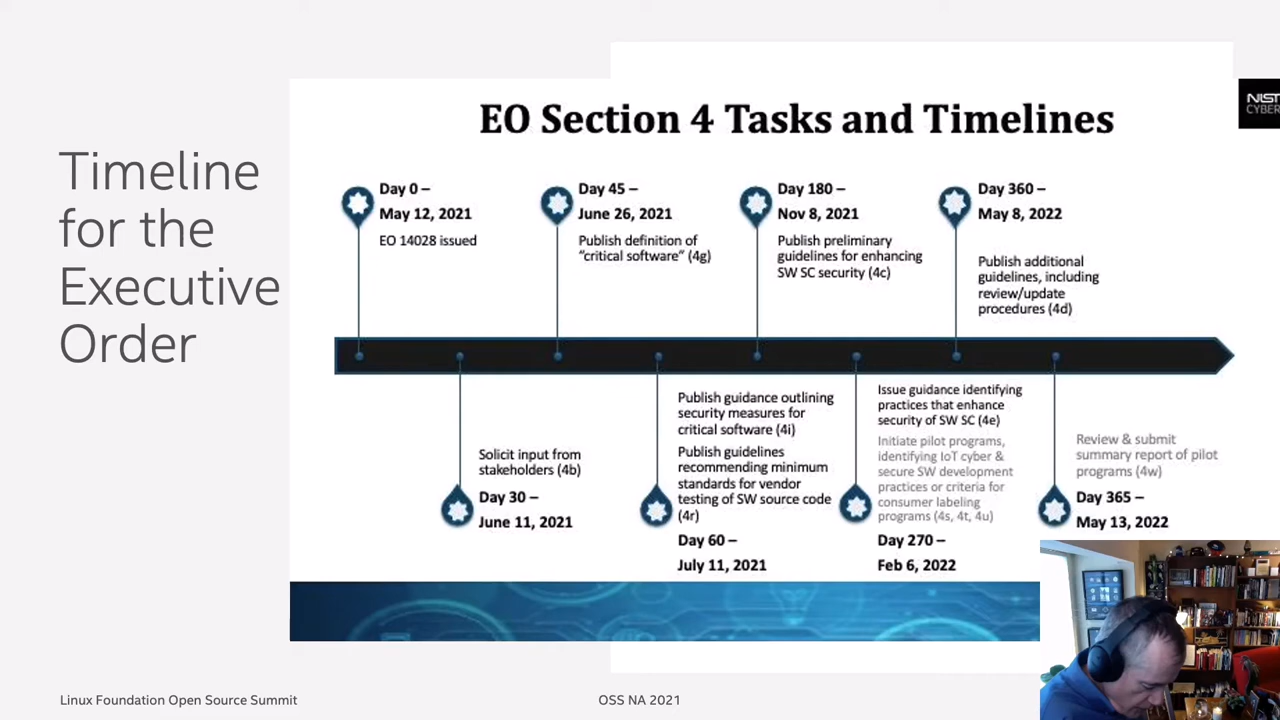 Timeline
for the
Executive
Order
EO Section 4 Tasks and Timelines
NIST
CYBER
Day 0 –
May 12, 2021
EO 14028 issued
Day 45 –
June 26, 2021
Publish definition of
“critical software” (4g)
Day 180 –
Nov 8, 2021
Publish preliminary
guidelines for enhancing
SW SC security (4c)
Day 360 –
May 8, 2022
Publish additional
guidelines, including
review/update
procedures (4d)
Solicit input from
stakeholders (4b)
Day 30 –
June 11, 2021
Publish guidance outlining
security measures for
critical software (4i)
Publish guidelines
recommending minimum
standards for vendor
testing of SW source code
(4r)
Day 60 –
July 11, 2021
Issue guidance identifying
practices that enhance
security of SW SC (4e)
Initiate pilot programs,
identifying IoT cyber &
secure SW development
practices or criteria for
consumer labeling
programs (4s, 4t, 4u)
Day 270 –
Feb 6, 2022
Review & submit
summary report of pilot
programs (4w)
Day 365 –
May 13, 2022
Linux Foundation Open Source Summit
OSS NA 2021